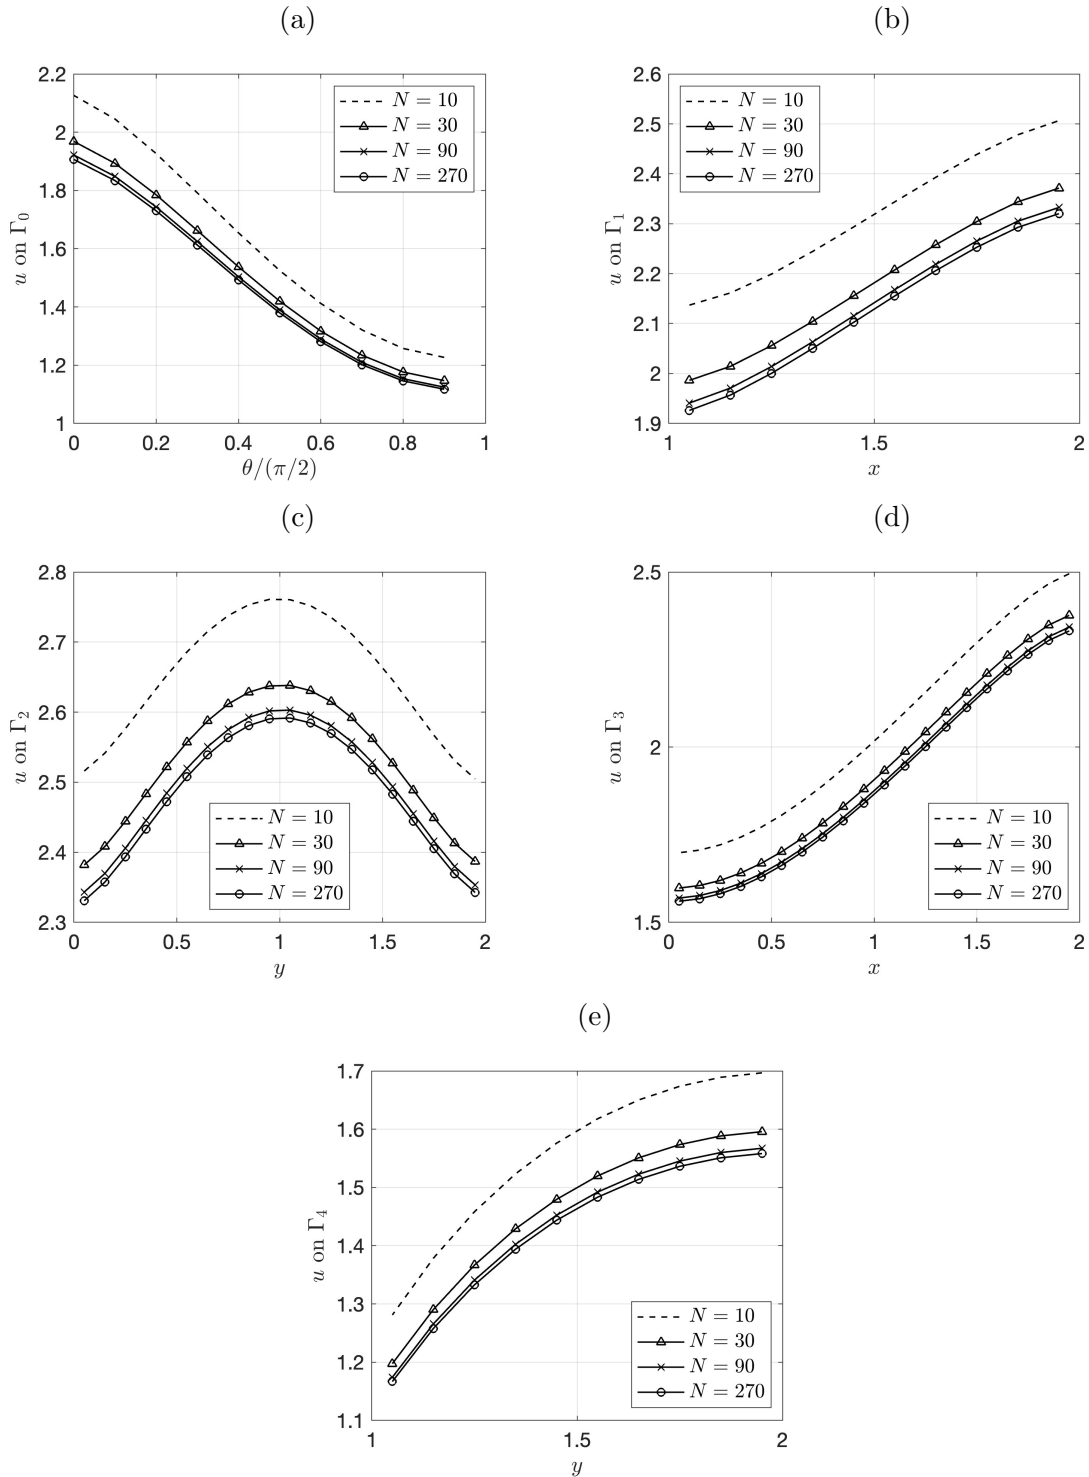 (a)
2.2
2
1.8
1.6
1.4
1.2
1
u on Γ₀
N = 10
N = 30
N = 90
N = 270
0 0.2 0.4 0.6 0.8 1
θ/(π/2)
(b)
2.6
2.5
2.4
2.3
2.2
2.1
2
1.9
u on Γ₁
N = 10
N = 30
N = 90
N = 270
1 1.5 2
x
(c)
2.8
2.7
2.6
2.5
2.4
2.3
u on Γ₂
N = 10
N = 30
N = 90
N = 270
0 0.5 1 1.5 2
y
(d)
2.5
2
1.5
u on Γ₃
N = 10
N = 30
N = 90
N = 270
0 0.5 1 1.5 2
x
(e)
1.7
1.6
1.5
1.4
1.3
1.2
1.1
u on Γ₄
N = 10
N = 30
N = 90
N = 270
1 1.5 2
y